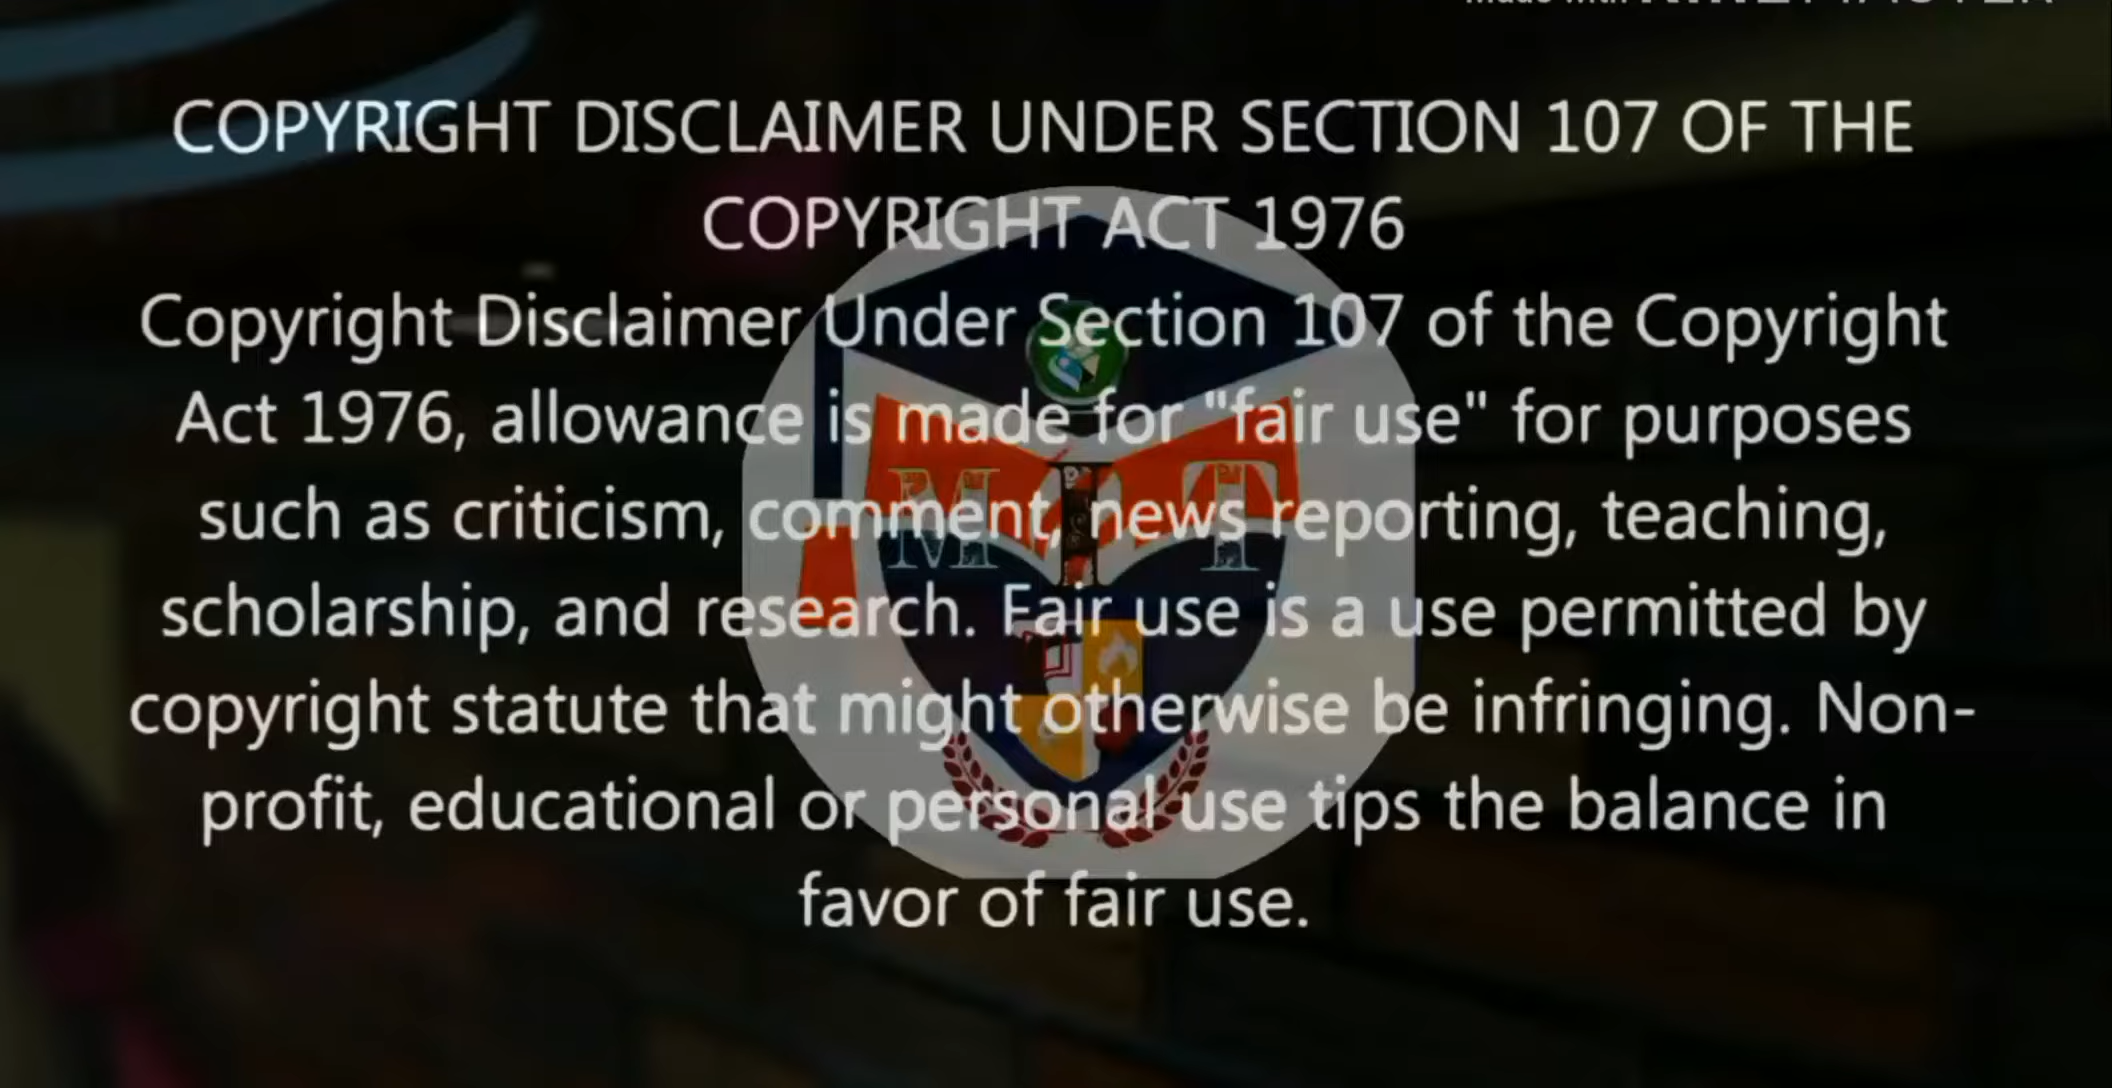 Made with KINEMASTER
COPYRIGHT DISCLAIMER UNDER SECTION 107 OF THE
COPYRIGHT ACT 1976
Copyright Disclaimer Under Section 107 of the Copyright
Act 1976, allowance is made for "fair use" for purposes
such as criticism, comment, news reporting, teaching,
scholarship, and research. Fair use is a use permitted by
copyright statute that might otherwise be infringing. Non-
profit, educational or personal use tips the balance in
favor of fair use.
M I T